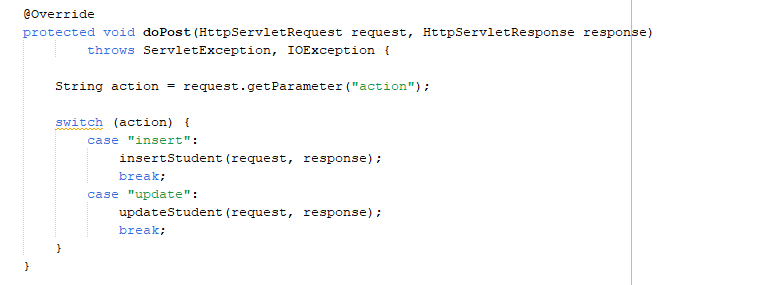 @Override
protected void doPost(HttpServletRequest request, HttpServletResponse response)
        throws ServletException, IOException {
    String action = request.getParameter("action");
    switch (action) {
        case "insert":
            insertStudent(request, response);
            break;
        case "update":
            updateStudent(request, response);
            break;
    }
}